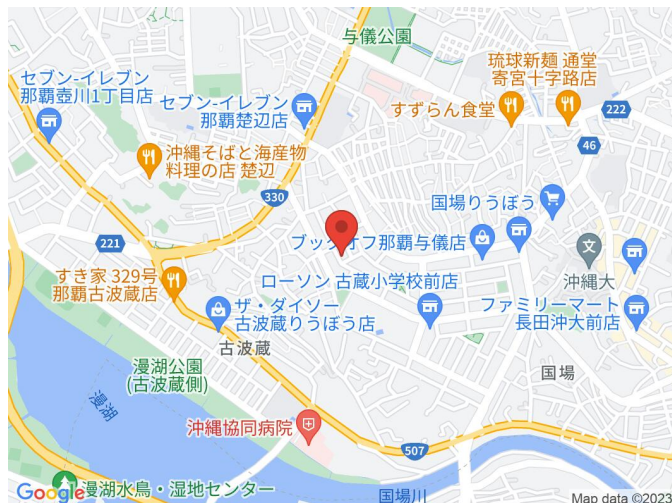 与儀公園
セブン-イレブン
那覇壺川1丁目店
セブン-イレブン
那覇楚辺店
琉球新麺 通堂
寄宮十字路店
すずらん食堂
222
沖縄そばと海産物
料理の店 楚辺
46
330
国場りうぼう
221
ブックオフ那覇与儀店
沖縄大
すき家 329号
那覇古波蔵店
ローソン 古蔵小学校前店
ザ・ダイソー
古波蔵りうぼう店
ファミリーマート
長田沖大前店
古波蔵
漫湖公園
(古波蔵側)
国場
漫湖
沖縄協同病院
507
Google
漫湖水鳥・湿地センター
国場川
Map data ©2023